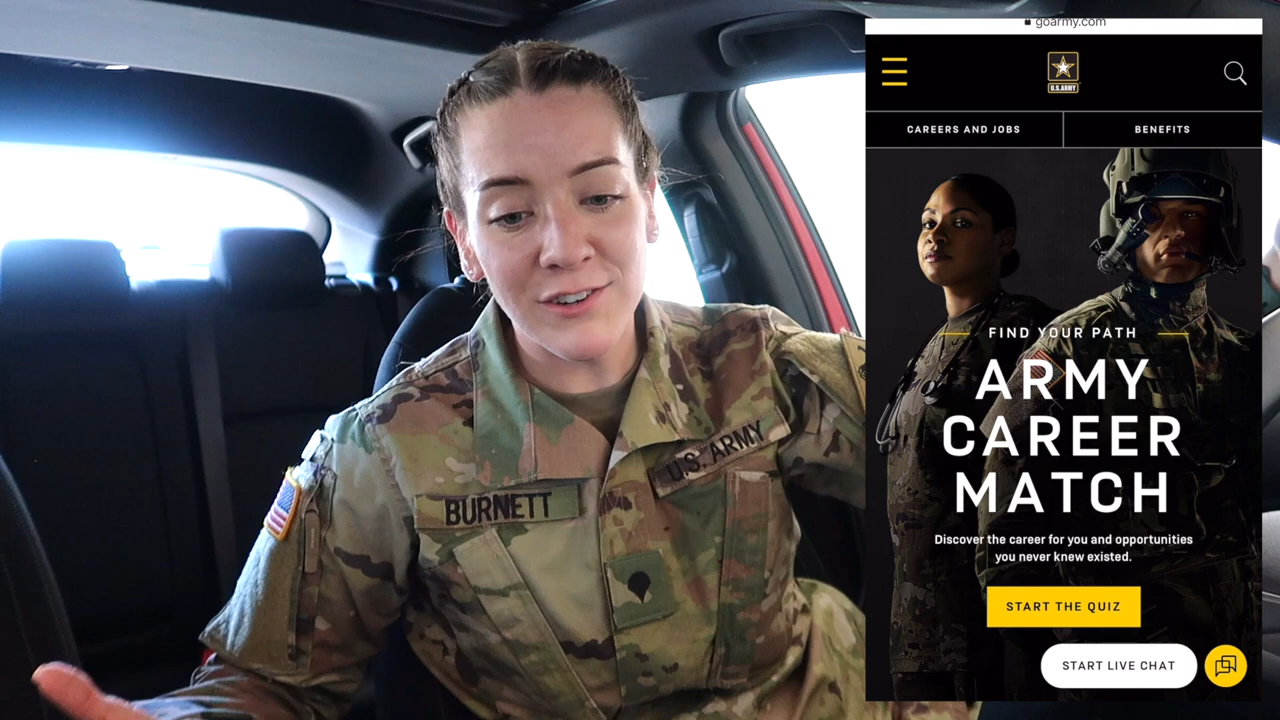 BURNETT
U.S. ARMY
goarmy.com
U.S.ARMY
CAREERS AND JOBS
BENEFITS
FIND YOUR PATH
ARMY
CAREER
MATCH
Discover the career for you and opportunities
you never knew existed.
START THE QUIZ
START LIVE CHAT